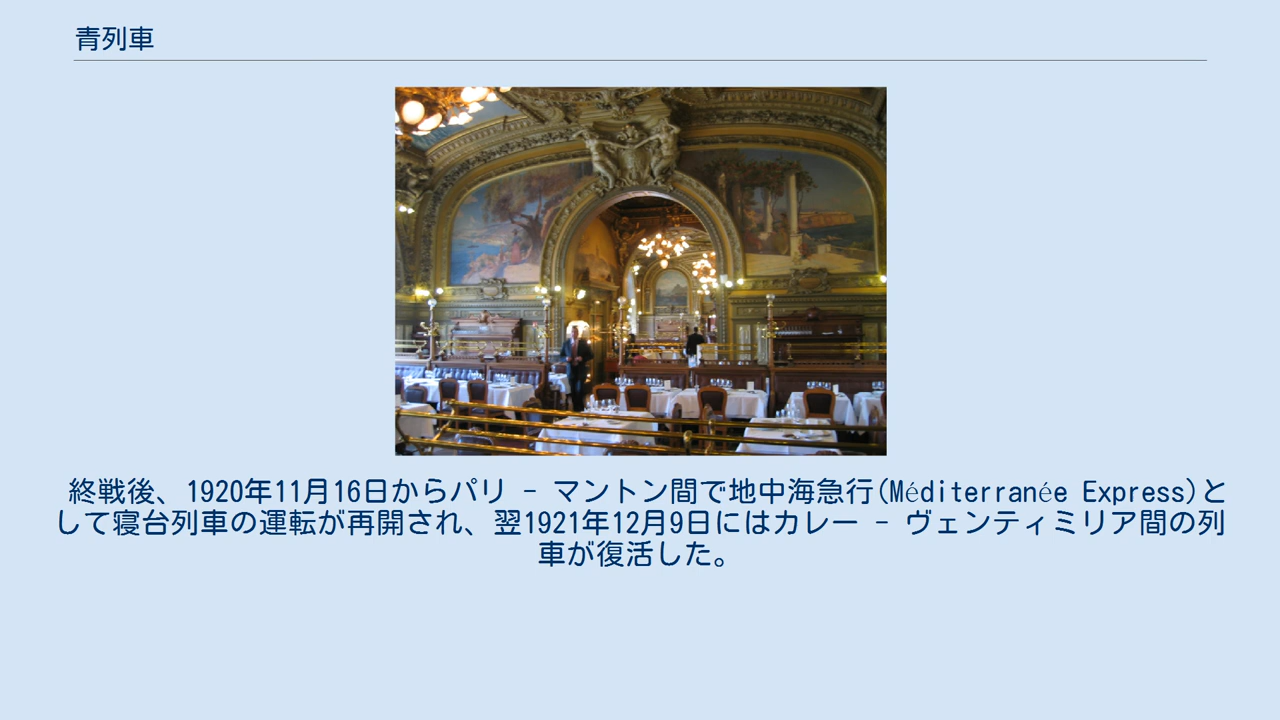 青列車
終戦後、1920年11月16日からパリ - マントン間で地中海急行(Méditerranée Express)と
して寝台列車の運転が再開され、翌1921年12月9日にはカレー - ヴェンティミリア間の列
車が復活した。